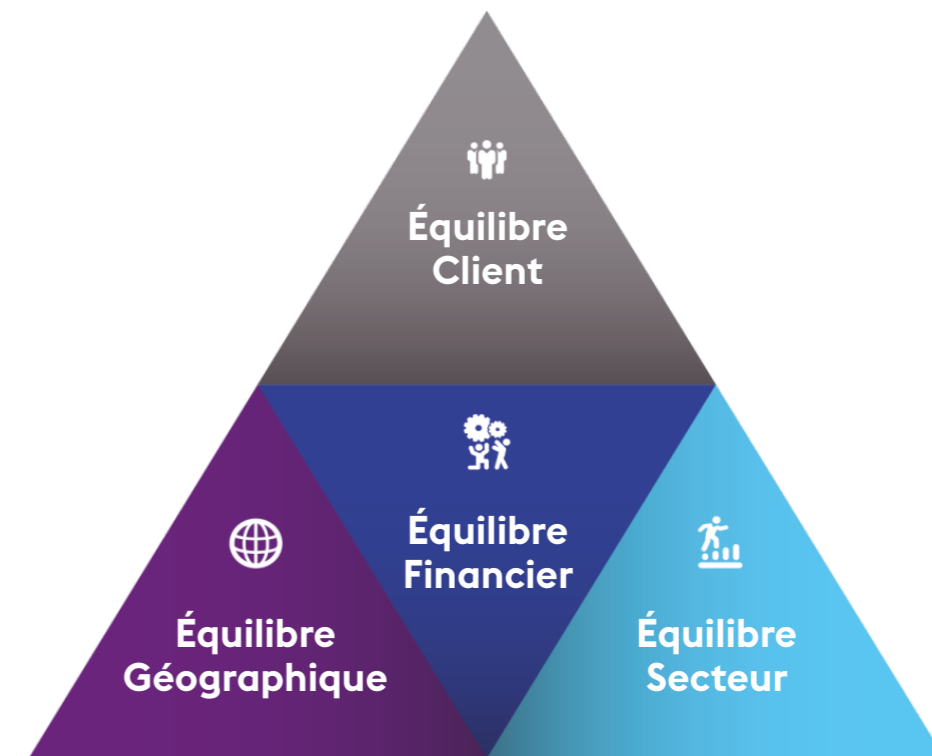 Équilibre
Client
Équilibre
Financier
Équilibre
Géographique
Équilibre
Secteur